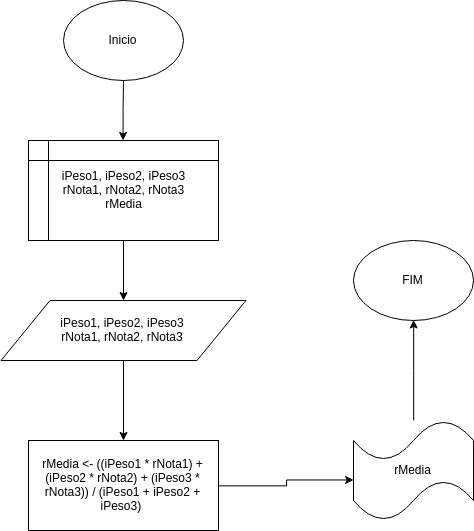 Inicio
iPeso1, iPeso2, iPeso3
rNota1, rNota2, rNota3
rMedia
iPeso1, iPeso2, iPeso3
rNota1, rNota2, rNota3
rMedia <- ((iPeso1 * rNota1) +
(iPeso2 * rNota2) + (iPeso3 *
rNota3)) / (iPeso1 + iPeso2 +
iPeso3)
rMedia
FIM